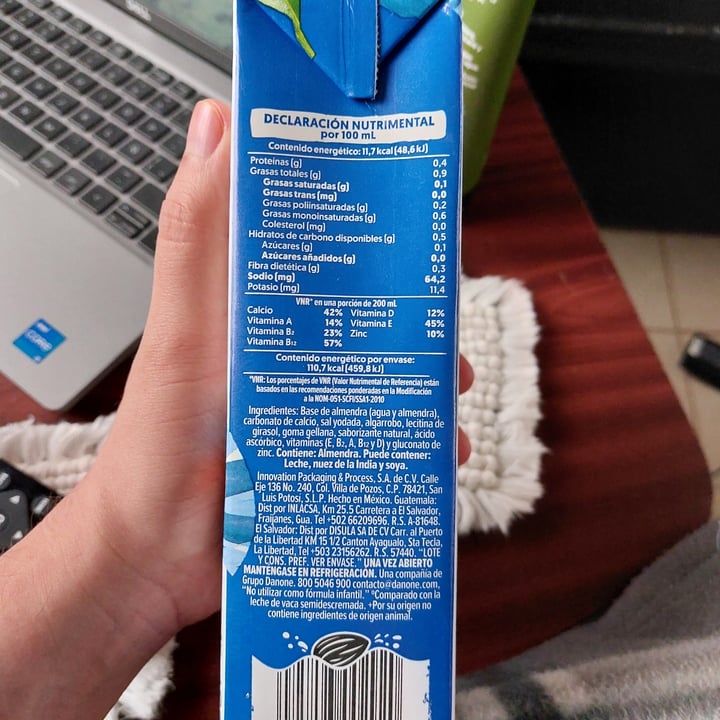 DECLARACIÓN NUTRIMENTAL
por 100 mL
Contenido energético: 11,7 kcal (48,6 kJ)
Proteínas (g) 0,4
Grasas totales (g) 0,9
Grasas saturadas (g) 0,1
Grasas trans (mg) 0,0
Grasas poliinsaturadas (g) 0,2
Grasas monoinsaturadas (g) 0,6
Colesterol (mg) 0,0
Hidratos de carbono disponibles (g) 0,5
Azúcares (g) 0,1
Azúcares añadidos (g) 0,0
Fibra dietética (g) 0,3
Sodio (mg) 64,2
Potasio (mg) 11,4
VNR* en una porción de 200 mL
Calcio 42% Vitamina D 12%
Vitamina A 14% Vitamina E 45%
Vitamina B2 23% Zinc 10%
Vitamina B12 57%
Contenido energético por envase:
110,7 kcal (459,8 kJ)
*VNR: Los porcentajes de VNR (Valor Nutrimental de Referencia) están
basados en las recomendaciones ponderadas en la Modificación
a la NOM-051-SCFI/SSA1-2010
Ingredientes: Base de almendra (agua y almendra),
carbonato de calcio, sal yodada, algarrobo, lecitina de
girasol, goma gellana, saborizante natural, ácido
ascórbico, vitaminas (E, B2, A, B12 y D) y gluconato de
zinc. Contiene: Almendra. Puede contener:
Leche, nuez de la India y soya.
Innovation Packaging & Process, S.A. de C.V. Calle
Eje 136 No. 240, Col. Villa de Pozos, C.P. 78421, San
Luis Potosí, S.L.P. Hecho en México. Guatemala:
Dist por INLACSA, Km 25.5 Carretera a El Salvador,
Fraijanes, Gua. Tel +502 66209696. R.S. A-81648.
El Salvador: Dist por DISULA SA DE CV Carr. al Puerto
de la Libertad KM 15 1/2 Canton Ayagualo, Sta Tecla,
La Libertad, Tel +503 23156262. R.S. 57440. "LOTE
Y CONS. PREF. VER ENVASE." UNA VEZ ABIERTO
MANTENGASE EN REFRIGERACIÓN. Una compañía de
Grupo Danone. 800 5046 900 contacto@danone.com,
"No utilizar como fórmula infantil." °Comparado con la
leche de vaca semidescremada. +Por su origen no
contiene ingredientes de origen animal.